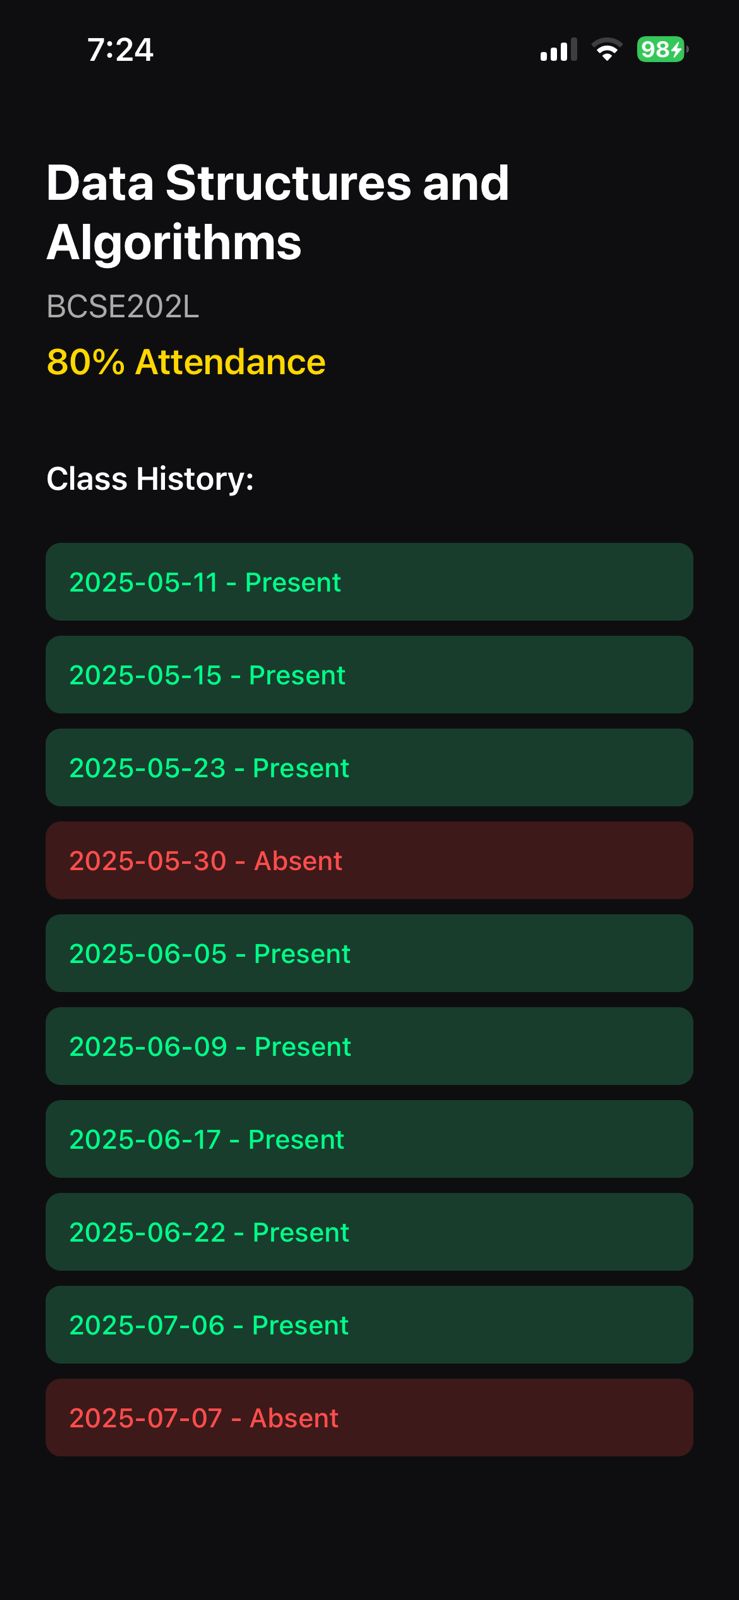 7:24
98
Data Structures and
Algorithms
BCSE202L
80% Attendance
Class History:
2025-05-11 - Present
2025-05-15 - Present
2025-05-23 - Present
2025-05-30 - Absent
2025-06-05 - Present
2025-06-09 - Present
2025-06-17 - Present
2025-06-22 - Present
2025-07-06 - Present
2025-07-07 - Absent